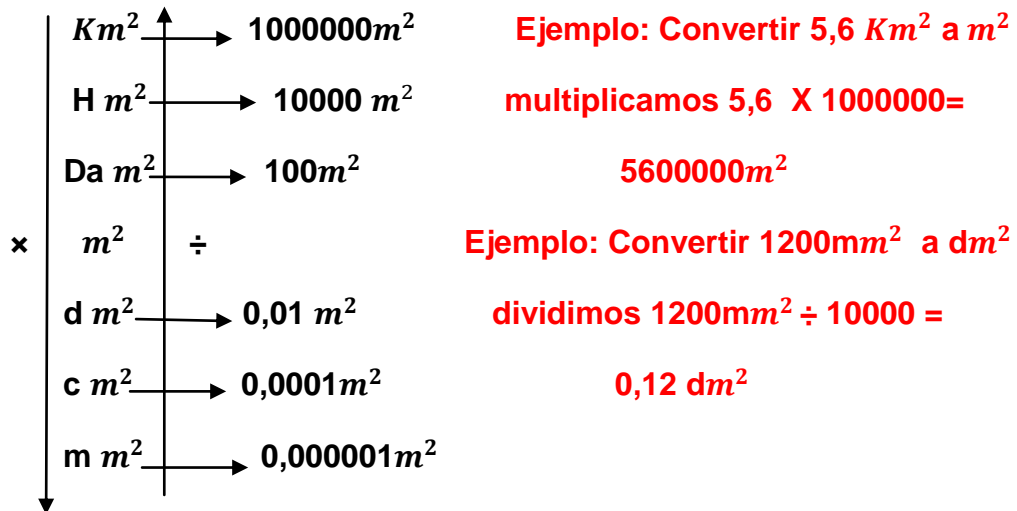 Km² 1000000m² Ejemplo: Convertir 5,6 Km² a m²
H m² 10000 m² multiplicamos 5,6 X 1000000=
Da m² 100m² 5600000m²
× m² ÷ Ejemplo: Convertir 1200mm² a dm²
d m² 0,01 m² dividimos 1200mm² ÷ 10000 =
c m² 0,0001m² 0,12 dm²
m m² 0,000001m²